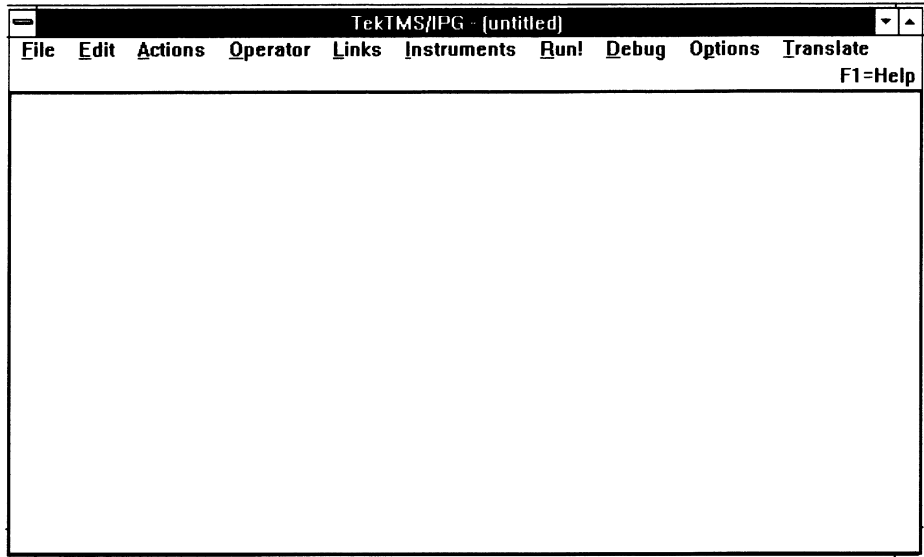 TekTMS/IPG - (untitled)
File Edit Actions Operator Links Instruments Run! Debug Options Translate
F1=Help